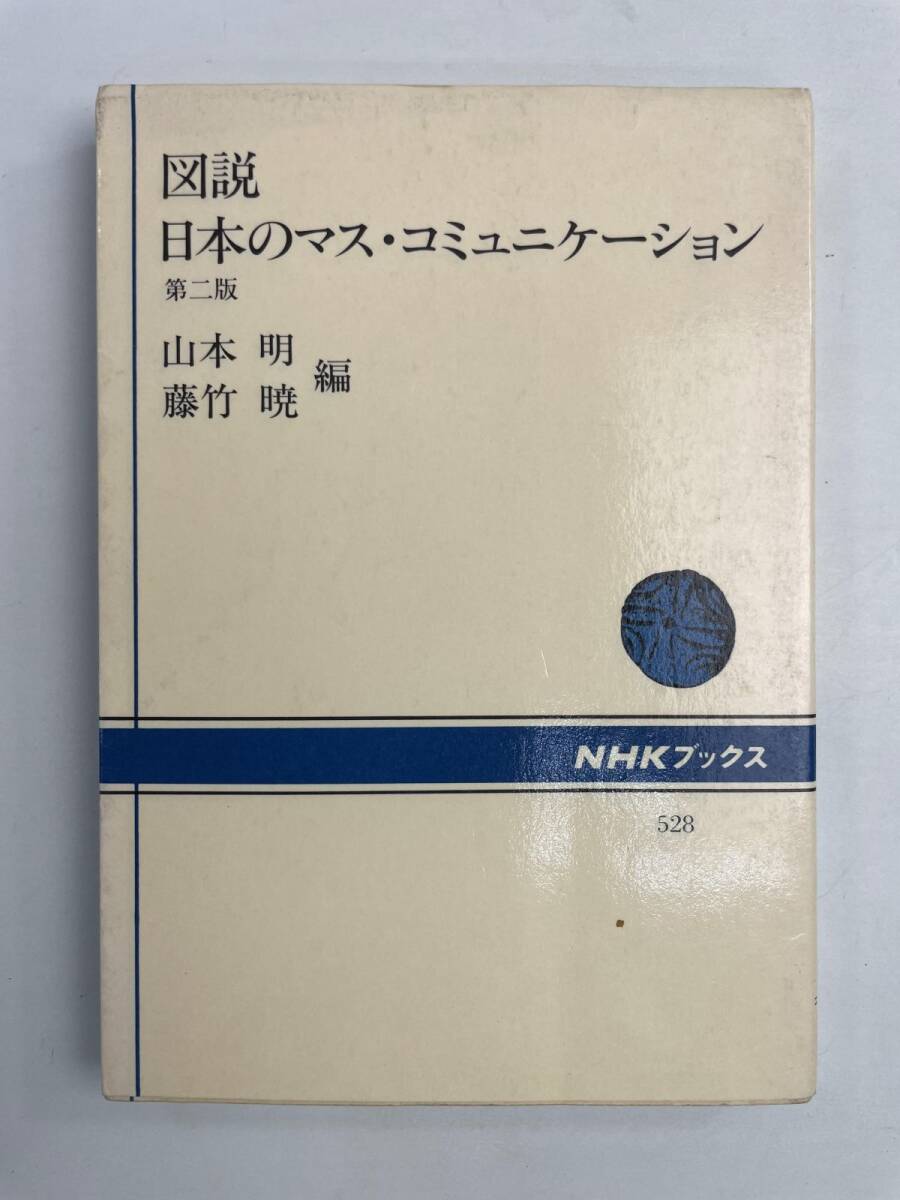 図説
日本のマス・コミュニケーション
第二版
山本 明
藤竹 暁
編
NHKブックス
528